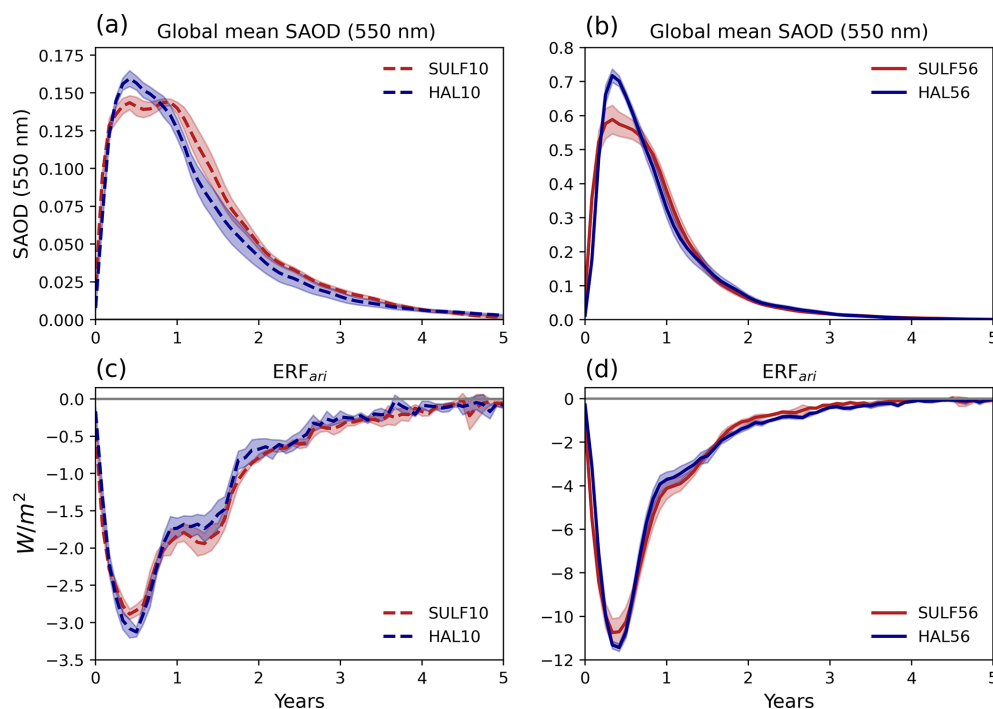 (a)
Global mean SAOD (550 nm)
SAOD (550 nm)
0.175
0.150
0.125
0.100
0.075
0.050
0.025
0.000
SULF10
HAL10
0 1 2 3 4 5
(b)
Global mean SAOD (550 nm)
0.8
0.7
0.6
0.5
0.4
0.3
0.2
0.1
0.0
SULF56
HAL56
0 1 2 3 4 5
(c)
ERF_ari
W/m²
0.0
−0.5
−1.0
−1.5
−2.0
−2.5
−3.0
−3.5
SULF10
HAL10
0 1 2 3 4 5
Years
(d)
ERF_ari
0
−2
−4
−6
−8
−10
−12
SULF56
HAL56
0 1 2 3 4 5
Years